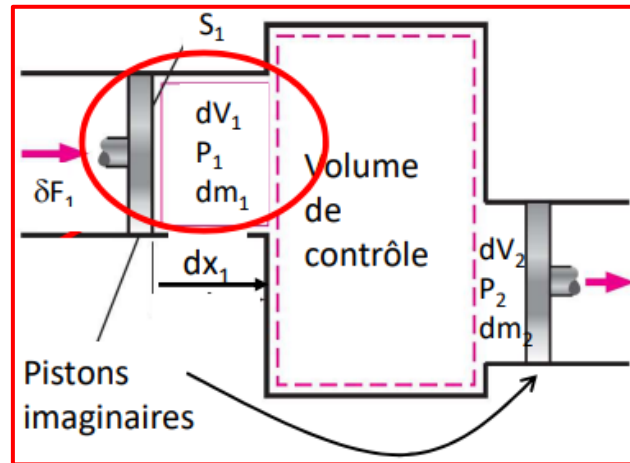 S₁
dV₁
P₁
dm₁
δF₁
dx₁
Volume
de
contrôle
dV₂
P₂
dm₂
Pistons
imaginaires